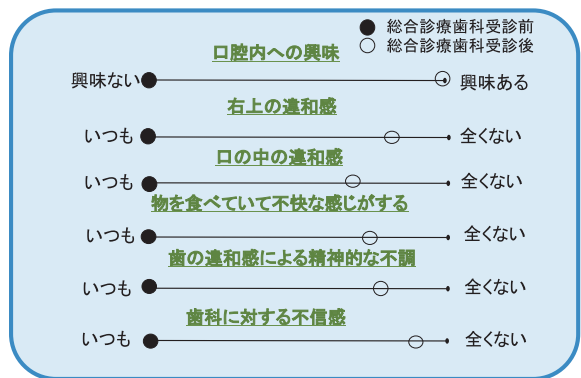 ● 総合診療歯科受診前
○ 総合診療歯科受診後
口腔内への興味
興味ない 興味ある
右上の違和感
いつも 全くない
口の中の違和感
いつも 全くない
物を食べていて不快な感じがする
いつも 全くない
歯の違和感による精神的な不調
いつも 全くない
歯科に対する不信感
いつも 全くない